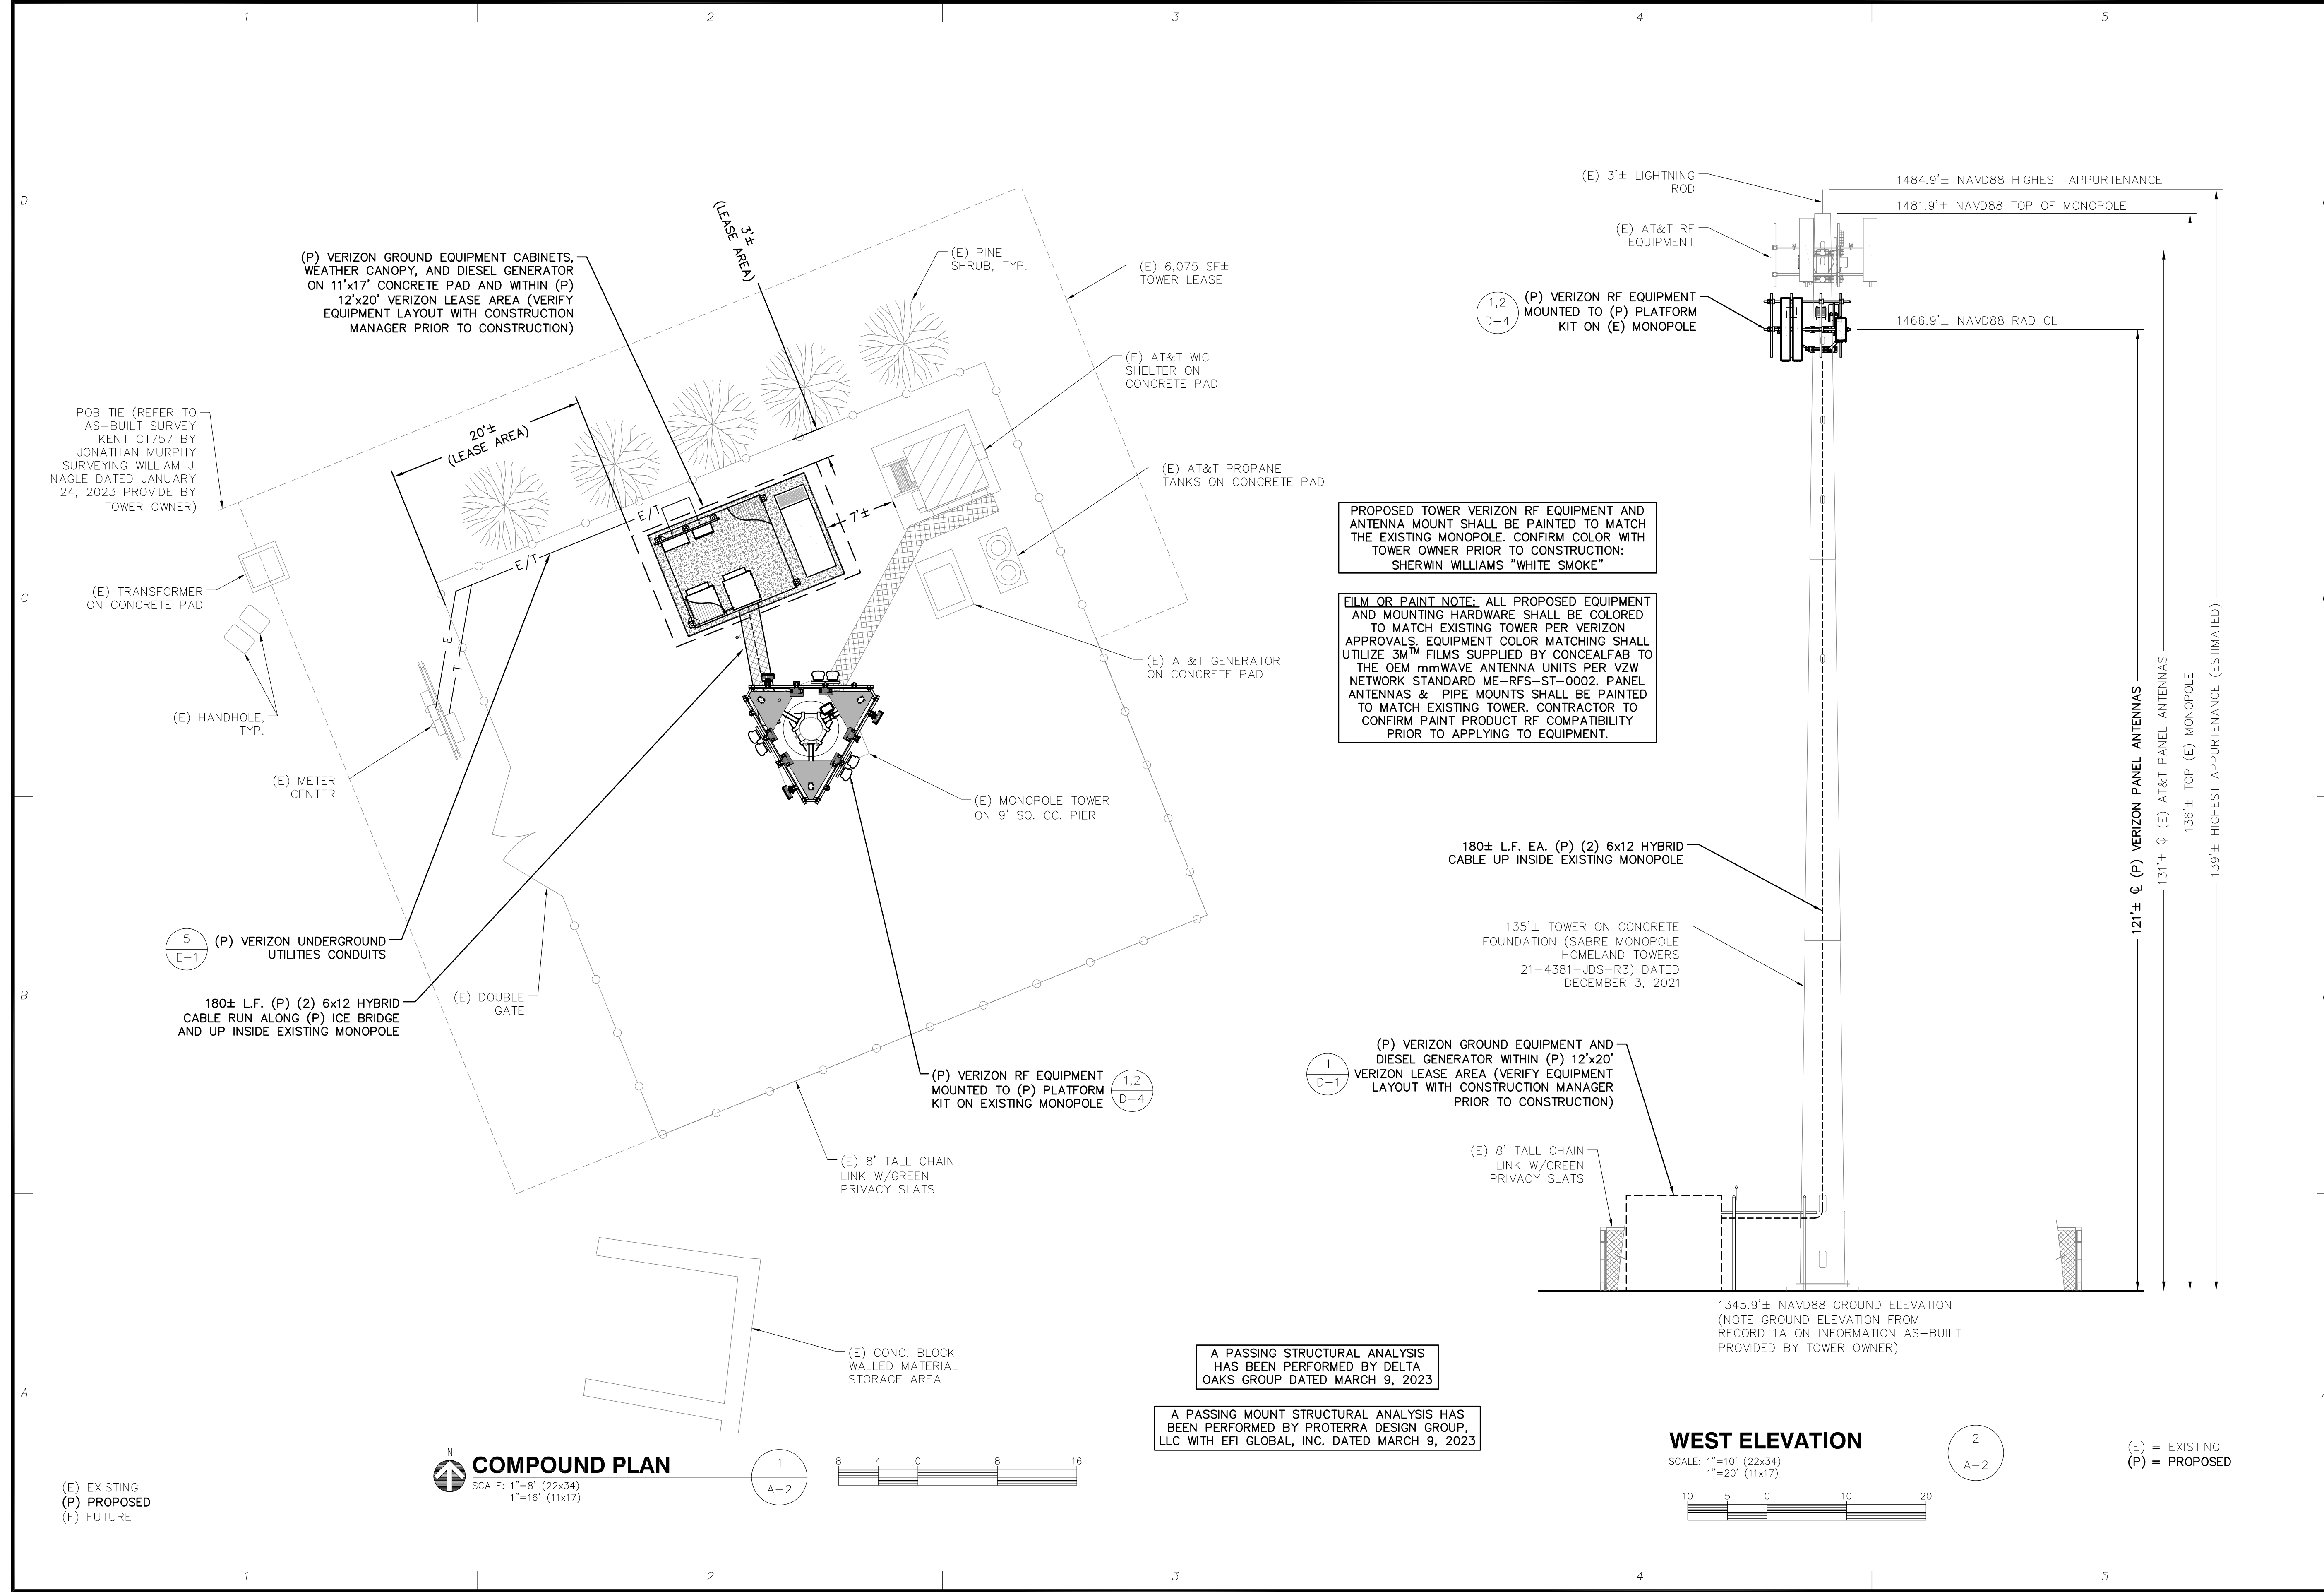 1 2 3 4 5
D
C
B
A
3'±
(LEASE AREA)
(P) VERIZON GROUND EQUIPMENT CABINETS,
WEATHER CANOPY, AND DIESEL GENERATOR
ON 11'x17' CONCRETE PAD AND WITHIN (P)
12'x20' VERIZON LEASE AREA (VERIFY
EQUIPMENT LAYOUT WITH CONSTRUCTION
MANAGER PRIOR TO CONSTRUCTION)
(E) PINE
SHRUB, TYP.
(E) 6,075 SF±
TOWER LEASE
(E) AT&T WIC
SHELTER ON
CONCRETE PAD
POB TIE (REFER TO
AS-BUILT SURVEY
KENT CT757 BY
JONATHAN MURPHY
SURVEYING WILLIAM J.
NAGLE DATED JANUARY
24, 2023 PROVIDE BY
TOWER OWNER)
20'±
(LEASE AREA)
(E) AT&T PROPANE
TANKS ON CONCRETE PAD
E/T
7'±
E/T
(E) TRANSFORMER
ON CONCRETE PAD
E
T
(E) AT&T GENERATOR
ON CONCRETE PAD
(E) HANDHOLE,
TYP.
(E) METER
CENTER
(E) MONOPOLE TOWER
ON 9' SQ. CC. PIER
5
E-1
(P) VERIZON UNDERGROUND
UTILITIES CONDUITS
180± L.F. (P) (2) 6x12 HYBRID
CABLE RUN ALONG (P) ICE BRIDGE
AND UP INSIDE EXISTING MONOPOLE
(E) DOUBLE
GATE
(P) VERIZON RF EQUIPMENT
MOUNTED TO (P) PLATFORM
KIT ON EXISTING MONOPOLE
1,2
D-4
(E) 8' TALL CHAIN
LINK W/GREEN
PRIVACY SLATS
(E) CONC. BLOCK
WALLED MATERIAL
STORAGE AREA
A PASSING STRUCTURAL ANALYSIS
HAS BEEN PERFORMED BY DELTA
OAKS GROUP DATED MARCH 9, 2023
A PASSING MOUNT STRUCTURAL ANALYSIS HAS
BEEN PERFORMED BY PROTERRA DESIGN GROUP,
LLC WITH EFI GLOBAL, INC. DATED MARCH 9, 2023
N
COMPOUND PLAN
SCALE: 1"=8' (22x34)
1"=16' (11x17)
1
A-2
8 4 0 8 16
(E) EXISTING
(P) PROPOSED
(F) FUTURE
(E) 3'± LIGHTNING
ROD
1484.9'± NAVD88 HIGHEST APPURTENANCE
1481.9'± NAVD88 TOP OF MONOPOLE
(E) AT&T RF
EQUIPMENT
1,2
D-4
(P) VERIZON RF EQUIPMENT
MOUNTED TO (P) PLATFORM
KIT ON (E) MONOPOLE
1466.9'± NAVD88 RAD CL
PROPOSED TOWER VERIZON RF EQUIPMENT AND
ANTENNA MOUNT SHALL BE PAINTED TO MATCH
THE EXISTING MONOPOLE. CONFIRM COLOR WITH
TOWER OWNER PRIOR TO CONSTRUCTION:
SHERWIN WILLIAMS "WHITE SMOKE"
FILM OR PAINT NOTE: ALL PROPOSED EQUIPMENT
AND MOUNTING HARDWARE SHALL BE COLORED
TO MATCH EXISTING TOWER PER VERIZON
APPROVALS. EQUIPMENT COLOR MATCHING SHALL
UTILIZE 3M™ FILMS SUPPLIED BY CONCEALFAB TO
THE OEM mmWAVE ANTENNA UNITS PER VZW
NETWORK STANDARD ME-RFS-ST-0002. PANEL
ANTENNAS & PIPE MOUNTS SHALL BE PAINTED
TO MATCH EXISTING TOWER. CONTRACTOR TO
CONFIRM PAINT PRODUCT RF COMPATIBILITY
PRIOR TO APPLYING TO EQUIPMENT.
121'± ℄ (P) VERIZON PANEL ANTENNAS
131'± ℄ (E) AT&T PANEL ANTENNAS
136'± TOP (E) MONOPOLE
139'± HIGHEST APPURTENANCE (ESTIMATED)
180± L.F. EA. (P) (2) 6x12 HYBRID
CABLE UP INSIDE EXISTING MONOPOLE
135'± TOWER ON CONCRETE
FOUNDATION (SABRE MONOPOLE
HOMELAND TOWERS
21-4381-JDS-R3) DATED
DECEMBER 3, 2021
1
D-1
(P) VERIZON GROUND EQUIPMENT AND
DIESEL GENERATOR WITHIN (P) 12'x20'
VERIZON LEASE AREA (VERIFY EQUIPMENT
LAYOUT WITH CONSTRUCTION MANAGER
PRIOR TO CONSTRUCTION)
(E) 8' TALL CHAIN
LINK W/GREEN
PRIVACY SLATS
1345.9'± NAVD88 GROUND ELEVATION
(NOTE GROUND ELEVATION FROM
RECORD 1A ON INFORMATION AS-BUILT
PROVIDED BY TOWER OWNER)
WEST ELEVATION
SCALE: 1"=10' (22x34)
1"=20' (11x17)
2
A-2
10 5 0 10 20
(E) = EXISTING
(P) = PROPOSED
1 2 3 4 5